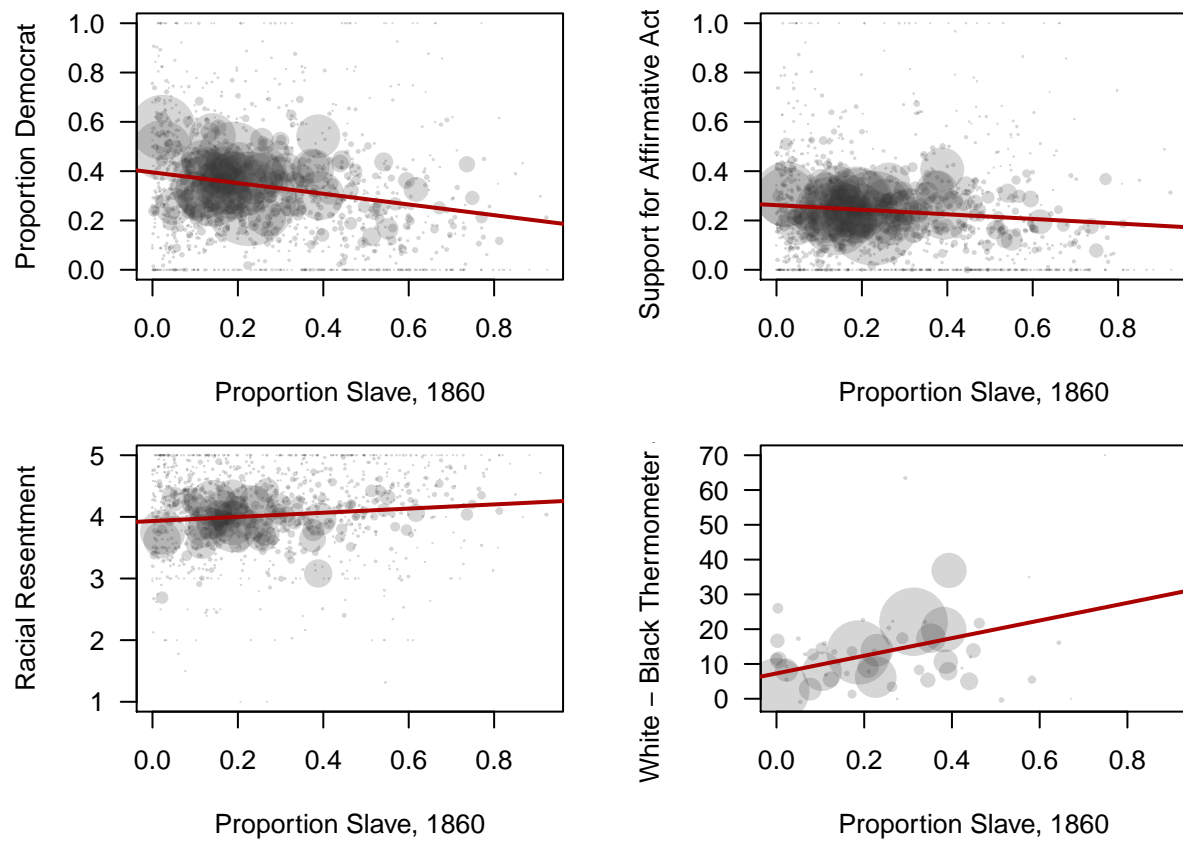 Proportion Democrat
1.0
0.8
0.6
0.4
0.2
0.0
0.0 0.2 0.4 0.6 0.8
Proportion Slave, 1860
Support for Affirmative Act
1.0
0.8
0.6
0.4
0.2
0.0
0.0 0.2 0.4 0.6 0.8
Proportion Slave, 1860
Racial Resentment
5
4
3
2
1
0.0 0.2 0.4 0.6 0.8
Proportion Slave, 1860
White – Black Thermometer
70
60
50
40
30
20
10
0
0.0 0.2 0.4 0.6 0.8
Proportion Slave, 1860